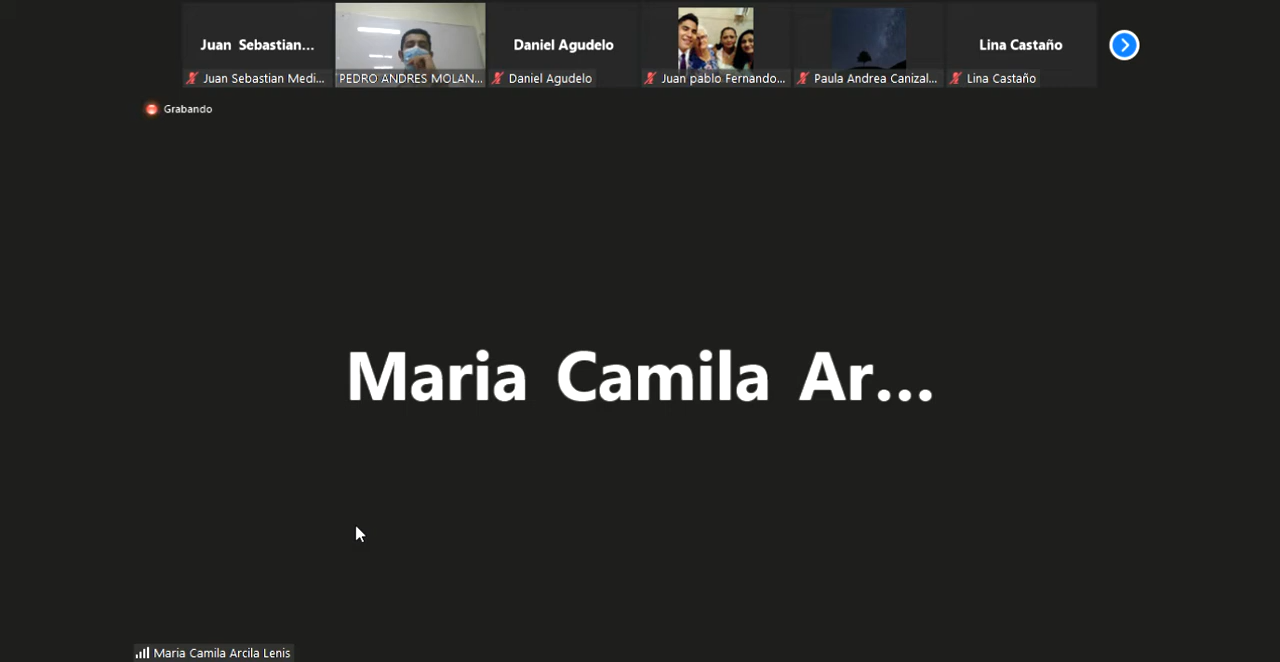 Juan Sebastian...
Daniel Agudelo
Lina Castaño
Juan Sebastian Medi...
PEDRO ANDRES MOLAN...
Daniel Agudelo
Juan pablo Fernando...
Paula Andrea Canizal...
Lina Castaño
Grabando
Maria Camila Ar...
Maria Camila Arcila Lenis